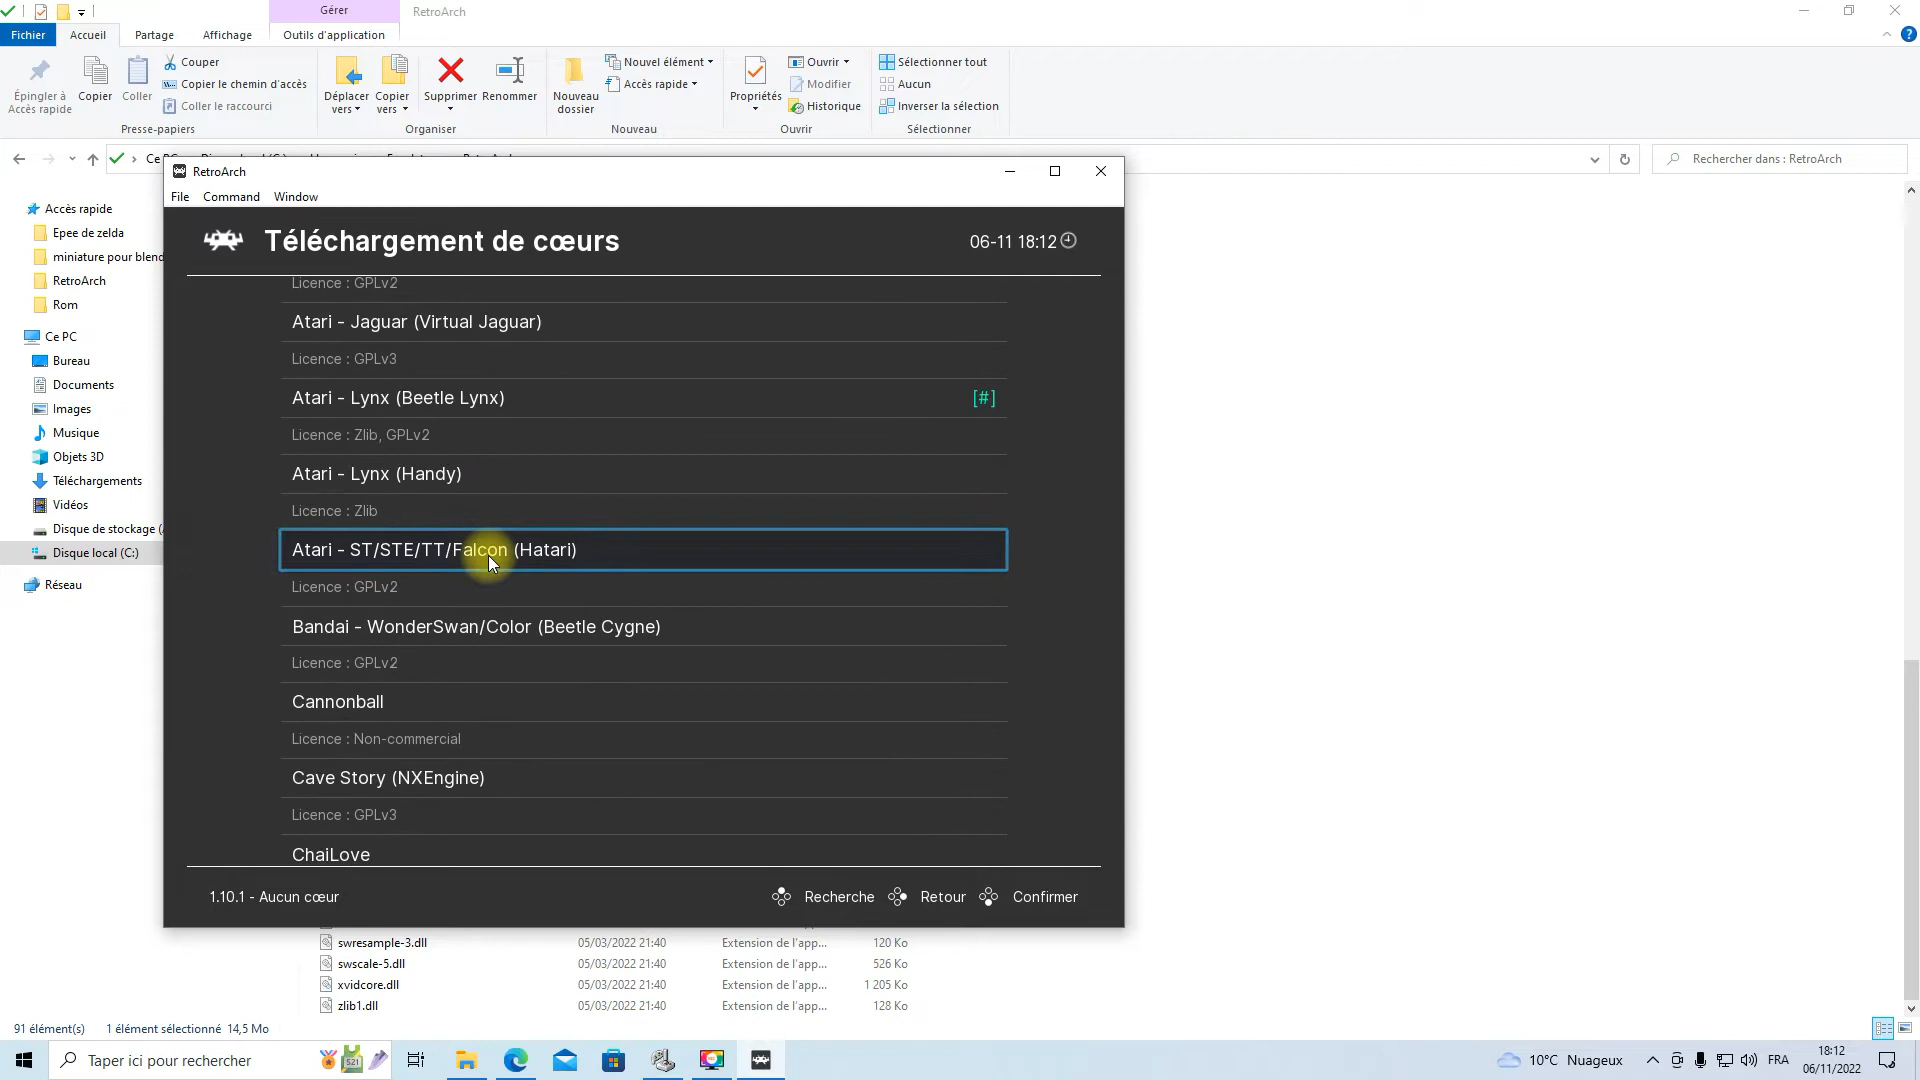 Gérer
RetroArch
Fichier
Accueil
Partage
Affichage
Outils d'application
Épingler à
Accès rapide
Copier
Coller
Couper
Copier le chemin d'accès
Coller le raccourci
Presse-papiers
Déplacer
vers
Copier
vers
Supprimer
Renommer
Organiser
Nouveau
dossier
Nouvel élément
Accès rapide
Nouveau
Propriétés
Ouvrir
Modifier
Historique
Ouvrir
Sélectionner tout
Aucun
Inverser la sélection
Sélectionner
Rechercher dans : RetroArch
Accès rapide
Epee de zelda
miniature pour blend
RetroArch
Rom
Ce PC
Bureau
Documents
Images
Musique
Objets 3D
Téléchargements
Vidéos
Disque de stockage (
Disque local (C:)
Réseau
RetroArch
File
Command
Window
Téléchargement de cœurs
06-11 18:12
Licence : GPLv2
Atari - Jaguar (Virtual Jaguar)
Licence : GPLv3
Atari - Lynx (Beetle Lynx)
[#]
Licence : Zlib, GPLv2
Atari - Lynx (Handy)
Licence : Zlib
Atari - ST/STE/TT/Falcon (Hatari)
Licence : GPLv2
Bandai - WonderSwan/Color (Beetle Cygne)
Licence : GPLv2
Cannonball
Licence : Non-commercial
Cave Story (NXEngine)
Licence : GPLv3
ChaiLove
1.10.1 - Aucun cœur
Recherche
Retour
Confirmer
swresample-3.dll 05/03/2022 21:40 Extension de l'app... 120 Ko
swscale-5.dll 05/03/2022 21:40 Extension de l'app... 526 Ko
xvidcore.dll 05/03/2022 21:40 Extension de l'app... 1 205 Ko
zlib1.dll 05/03/2022 21:40 Extension de l'app... 128 Ko
91 élément(s)
1 élément sélectionné 14,5 Mo
Taper ici pour rechercher
10°C Nuageux
FRA
18:12
06/11/2022